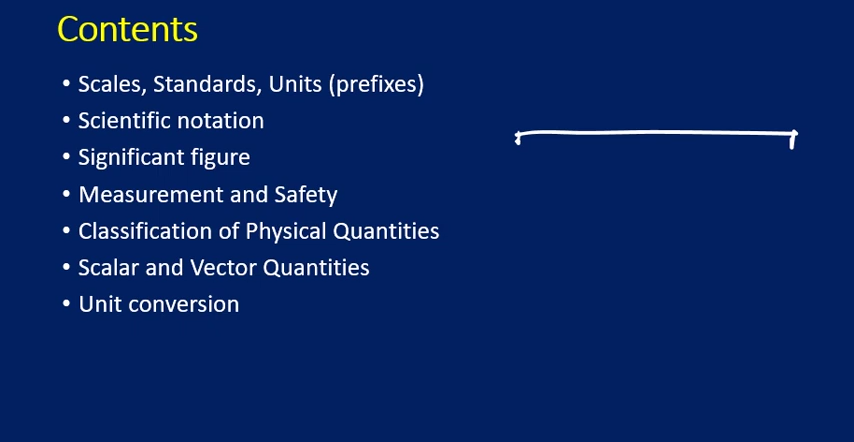 Contents
• Scales, Standards, Units (prefixes)
• Scientific notation
• Significant figure
• Measurement and Safety
• Classification of Physical Quantities
• Scalar and Vector Quantities
• Unit conversion